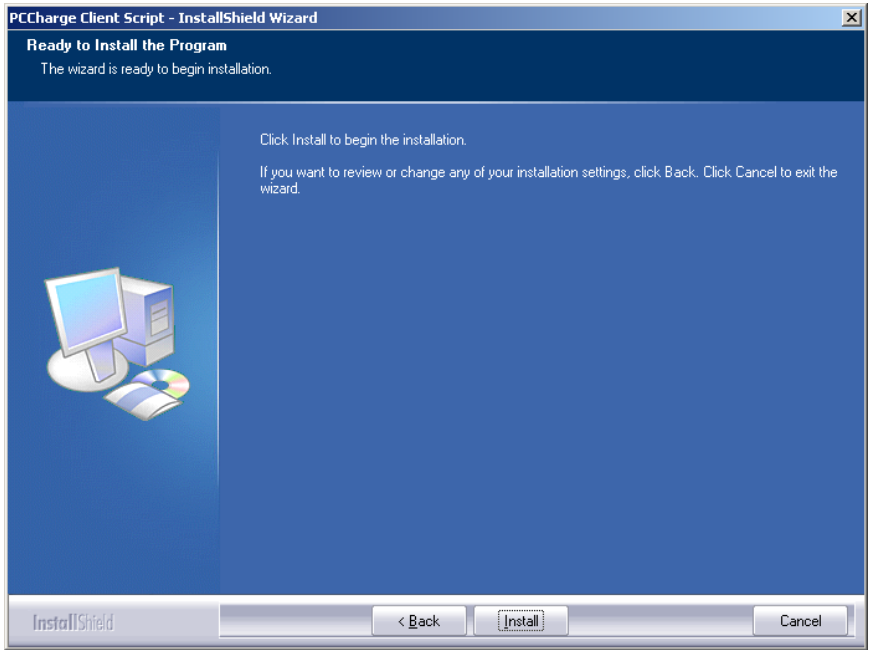 PCCharge Client Script - InstallShield Wizard
Ready to Install the Program
The wizard is ready to begin installation.
Click Install to begin the installation.
If you want to review or change any of your installation settings, click Back. Click Cancel to exit the
wizard.
InstallShield
< Back
Install
Cancel